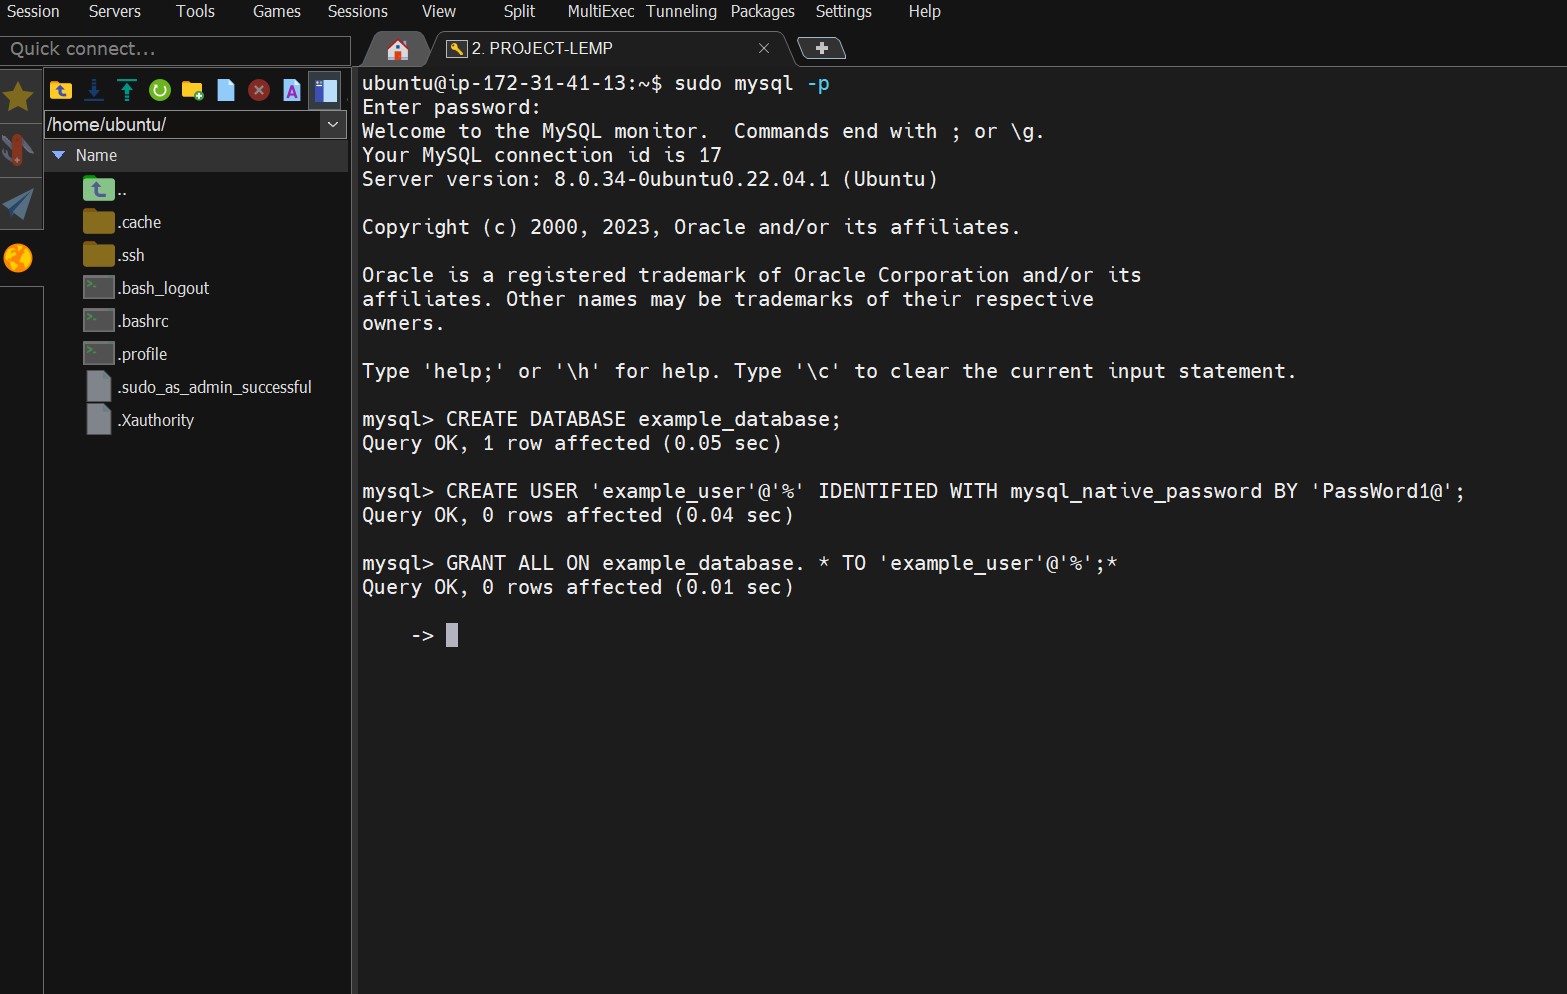 Session Servers Tools Games Sessions View Split MultiExec Tunneling Packages Settings Help
Quick connect...
2. PROJECT-LEMP
/home/ubuntu/
Name
..
.cache
.ssh
.bash_logout
.bashrc
.profile
.sudo_as_admin_successful
.Xauthority
ubuntu@ip-172-31-41-13:~$ sudo mysql -p
Enter password:
Welcome to the MySQL monitor.  Commands end with ; or \g.
Your MySQL connection id is 17
Server version: 8.0.34-0ubuntu0.22.04.1 (Ubuntu)
Copyright (c) 2000, 2023, Oracle and/or its affiliates.
Oracle is a registered trademark of Oracle Corporation and/or its
affiliates. Other names may be trademarks of their respective
owners.
Type 'help;' or '\h' for help. Type '\c' to clear the current input statement.
mysql> CREATE DATABASE example_database;
Query OK, 1 row affected (0.05 sec)
mysql> CREATE USER 'example_user'@'%' IDENTIFIED WITH mysql_native_password BY 'PassWord1@';
Query OK, 0 rows affected (0.04 sec)
mysql> GRANT ALL ON example_database. * TO 'example_user'@'%';*
Query OK, 0 rows affected (0.01 sec)
->